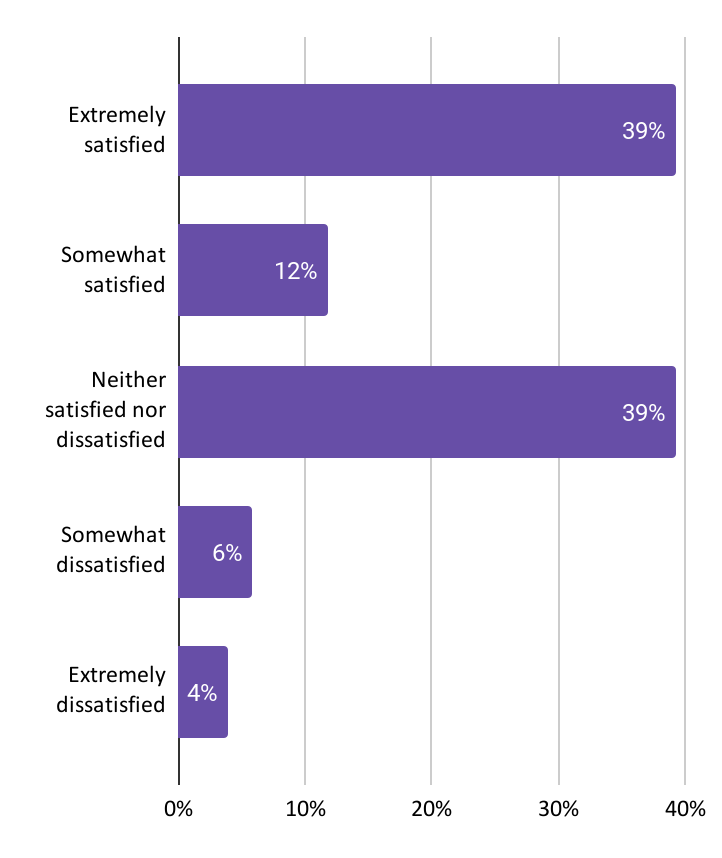 Extremely
satisfied
39%
Somewhat
satisfied
12%
Neither
satisfied nor
dissatisfied
39%
Somewhat
dissatisfied
6%
Extremely
dissatisfied
4%
0% 10% 20% 30% 40%